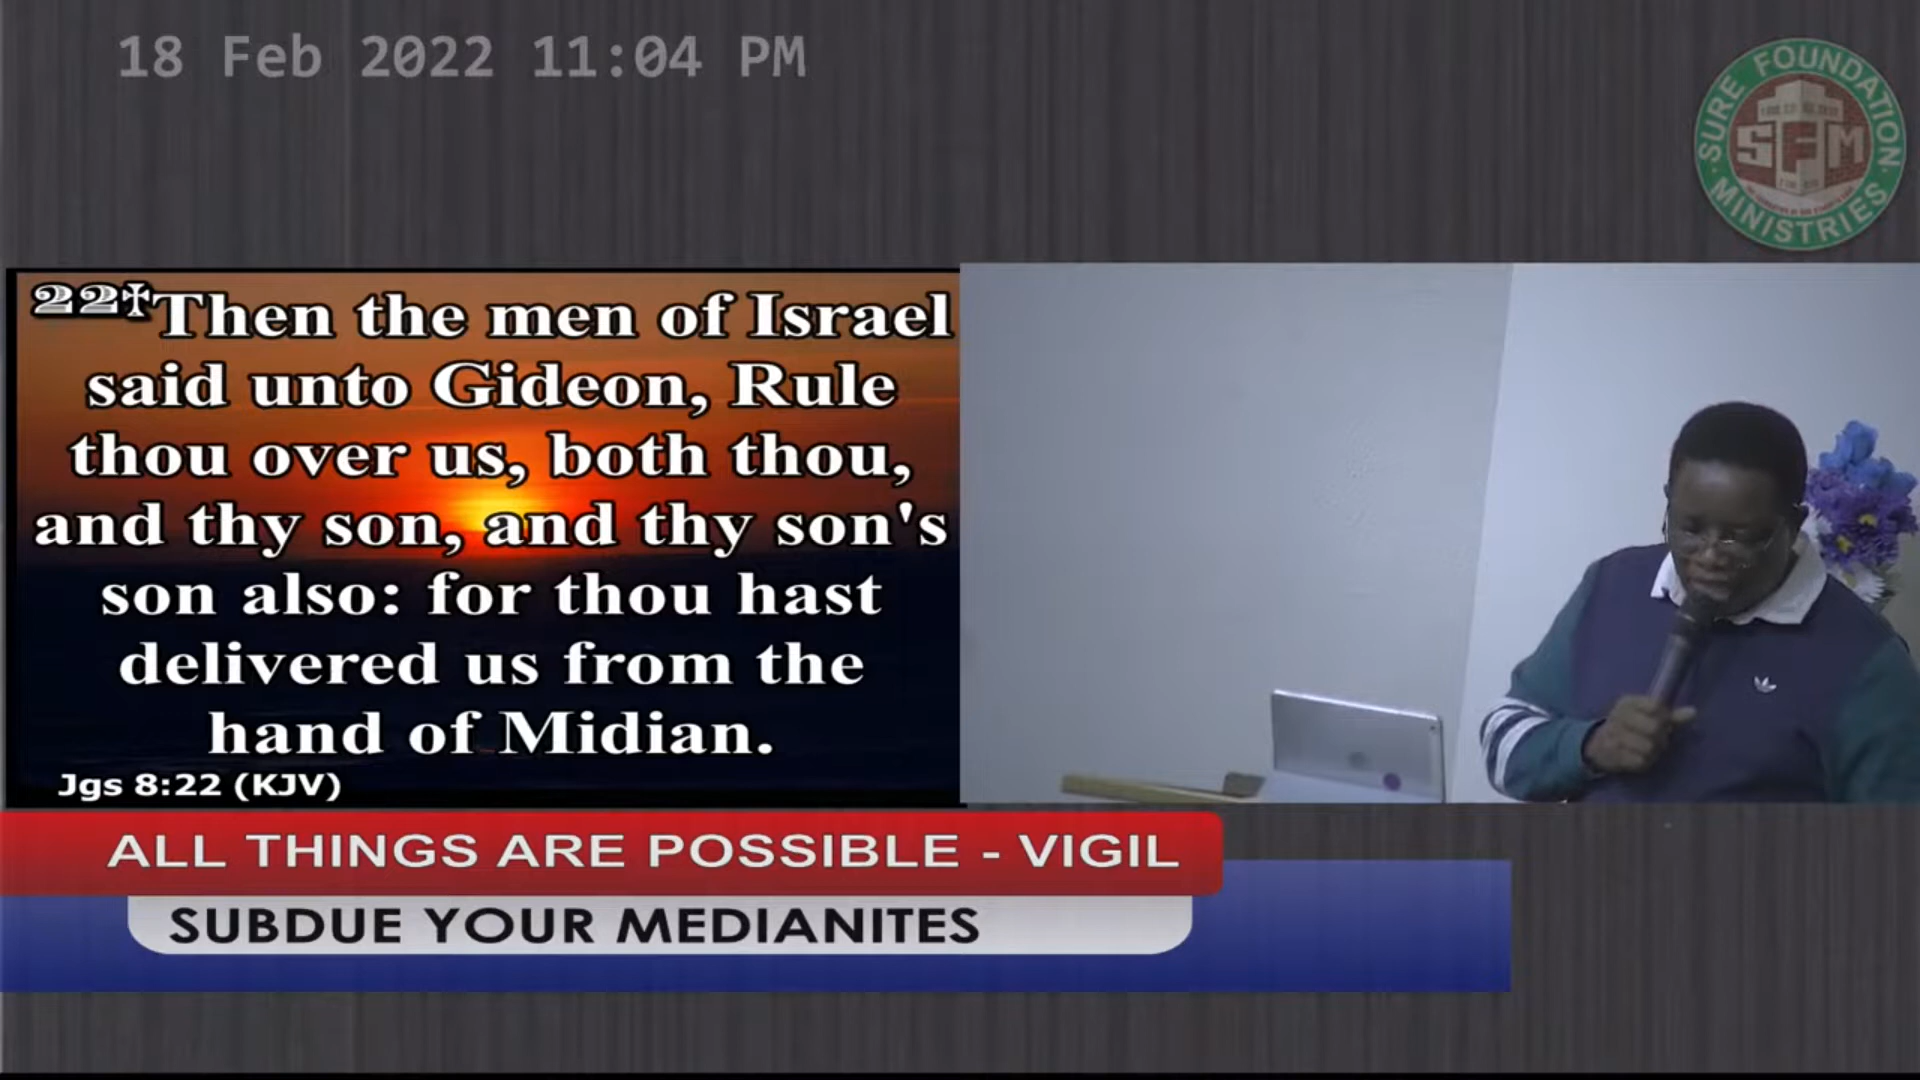 18 Feb 2022 11:04 PM
SURE FOUNDATION
MINISTRIES
SFM
22✝Then the men of Israel
said unto Gideon, Rule
thou over us, both thou,
and thy son, and thy son's
son also: for thou hast
delivered us from the
hand of Midian.
Jgs 8:22 (KJV)
ALL THINGS ARE POSSIBLE - VIGIL
SUBDUE YOUR MEDIANITES